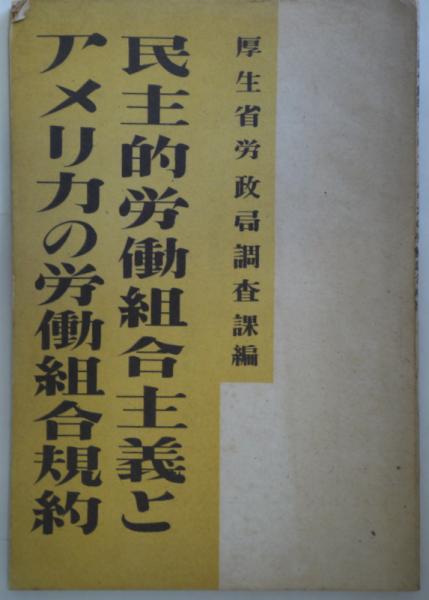 厚生省労政局調査課編
民主的労働組合主義と
アメリカの労働組合規約